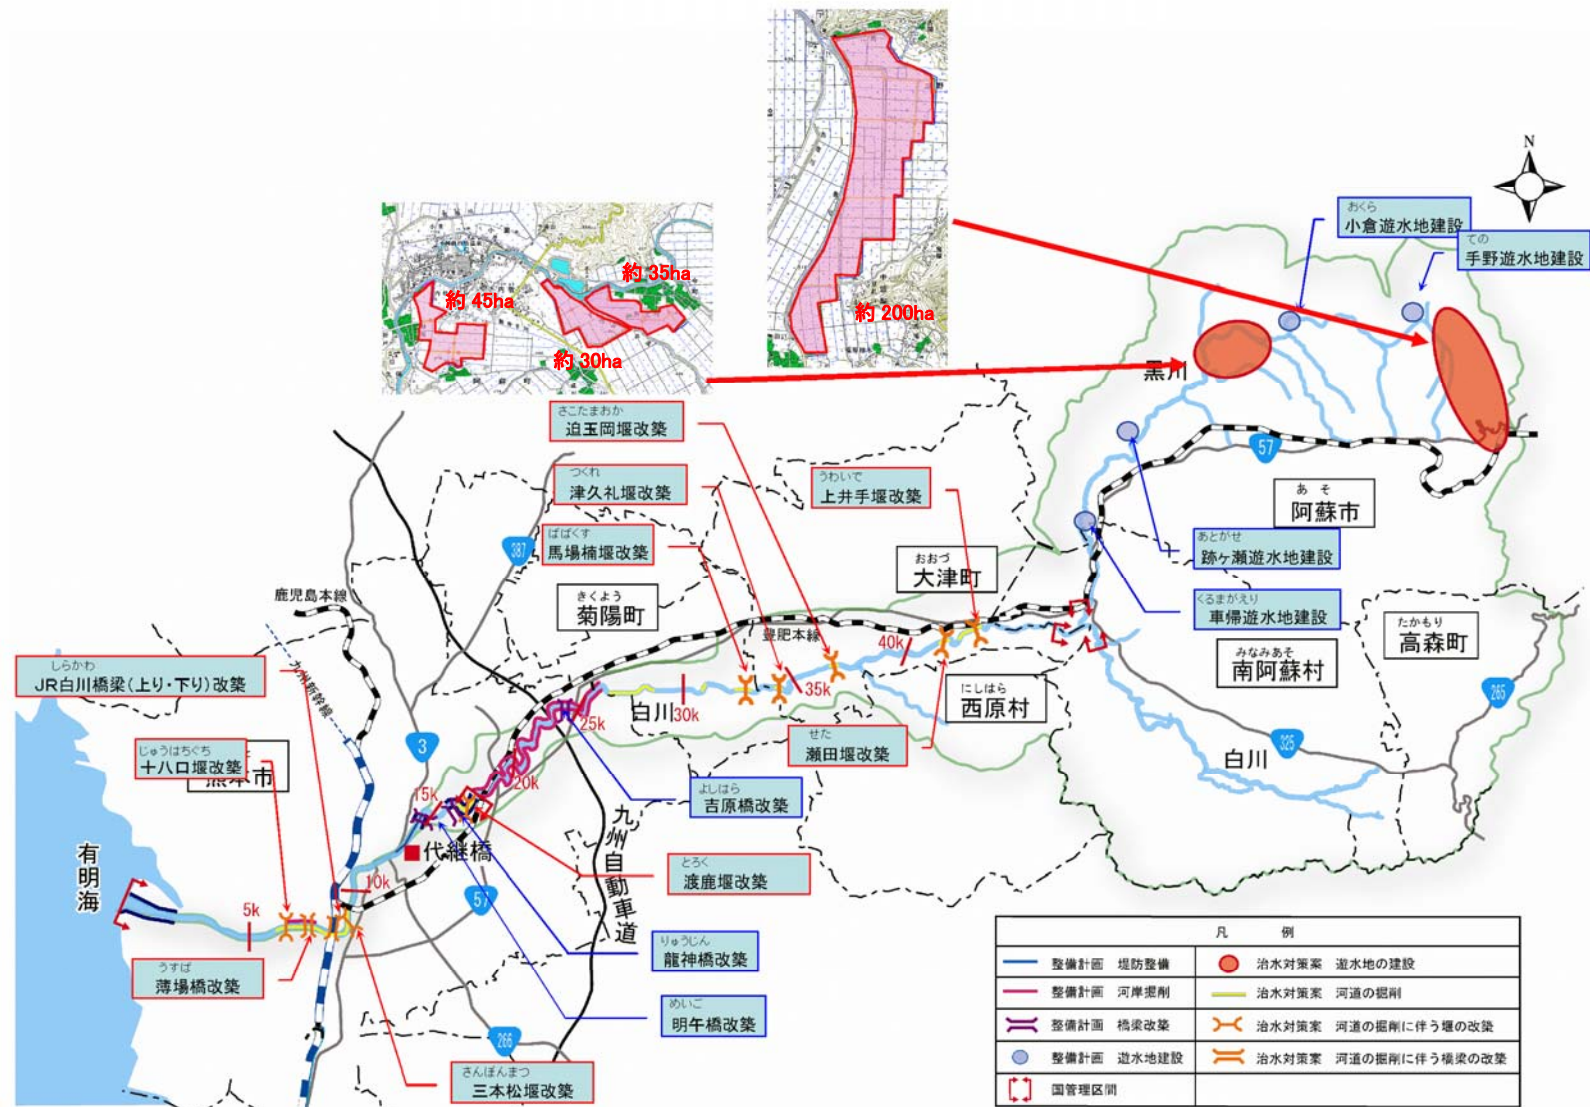 約 45ha
約 35ha
約 30ha
約 200ha
N
おぐら
小倉遊水地建設
ての
手野遊水地建設
黒川
57
あ そ
阿蘇市
あとがせ
跡ヶ瀬遊水地建設
くるまがえり
車帰遊水地建設
みなみあそ
南阿蘇村
たかもり
高森町
265
325
白川
さこたまおか
迫玉岡堰改築
つくれ
津久礼堰改築
ばばくす
馬場楠堰改築
うわいで
上井手堰改築
おおづ
大津町
387
きくよう
菊陽町
鹿児島本線
豊肥本線
40k
35k
30k
25k
20k
15k
10k
5k
白川
にしはら
西原村
せた
瀬田堰改築
しらかわ
JR白川橋梁(上り・下り)改築
九州新幹線
じゅうはちぐち
十八口堰改築
熊本市
3
代継橋
よしはら
吉原橋改築
とろく
渡鹿堰改築
九州自動車道
有明海
57
りゅうじん
龍神橋改築
うすば
薄場橋改築
めいご
明午橋改築
266
さんぼんまつ
三本松堰改築
凡 例
整備計画 堤防整備
治水対策案 遊水地の建設
整備計画 河岸掘削
治水対策案 河道の掘削
整備計画 橋梁改築
治水対策案 河道の掘削に伴う堰の改築
整備計画 遊水地建設
治水対策案 河道の掘削に伴う橋梁の改築
国管理区間